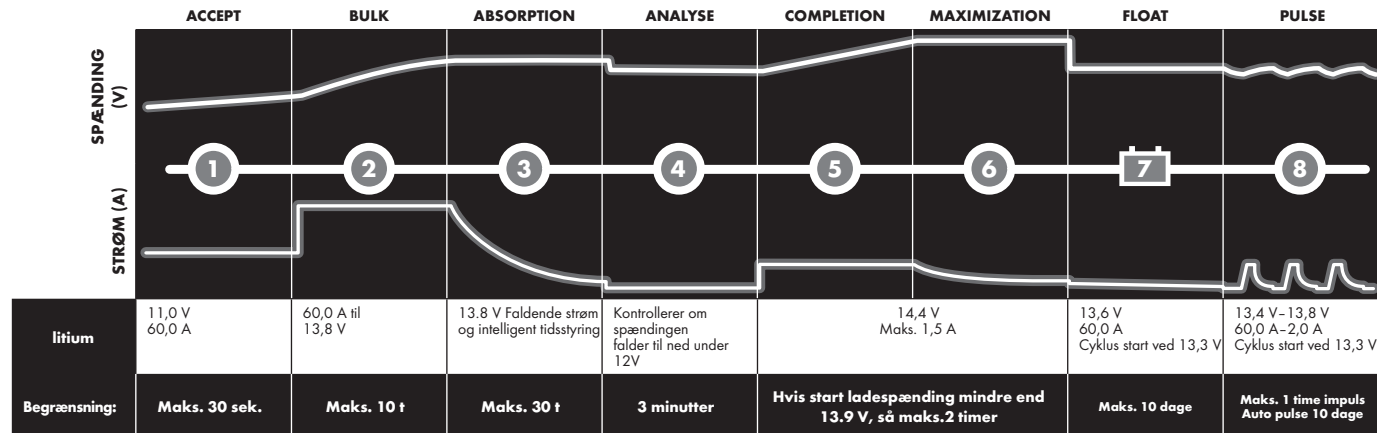 ACCEPT BULK ABSORPTION ANALYSE COMPLETION MAXIMIZATION FLOAT PULSE
SPÆNDING
(V)
1 2 3 4 5 6 7 8
STRØM (A)
litium
11,0 V
60,0 A
60,0 A til
13,8 V
13.8 V Faldende strøm
og intelligent tidsstyring
Kontrollerer om
spændingen
falder til ned under
12V
14,4 V
Maks. 1,5 A
13,6 V
60,0 A
Cyklus start ved 13,3 V
13,4 V–13,8 V
60,0 A–2,0 A
Cyklus start ved 13,3 V
Begrænsning:
Maks. 30 sek.
Maks. 10 t
Maks. 30 t
3 minutter
Hvis start ladespænding mindre end
13.9 V, så maks.2 timer
Maks. 10 dage
Maks. 1 time impuls
Auto pulse 10 dage